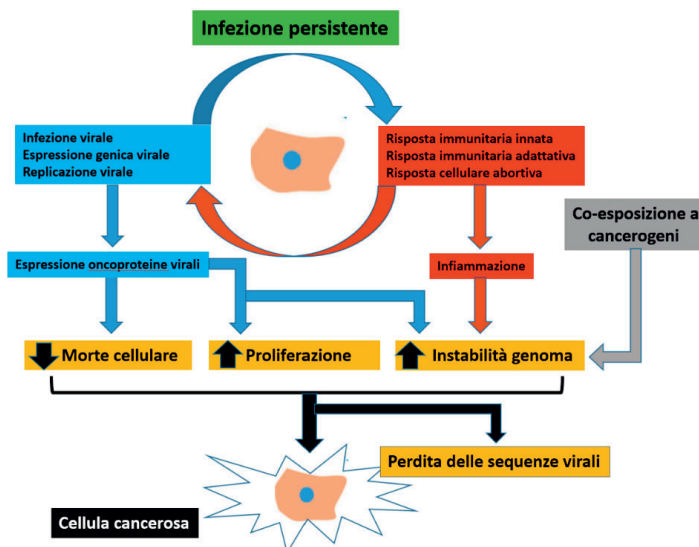 Infezione persistente
Infezione virale
Espressione genica virale
Replicazione virale
Risposta immunitaria innata
Risposta immunitaria adattativa
Risposta cellulare abortiva
Co-esposizione a
cancerogeni
Espressione oncoproteine virali
Infiammazione
Morte cellulare
Proliferazione
Instabilità genoma
Perdita delle sequenze virali
Cellula cancerosa